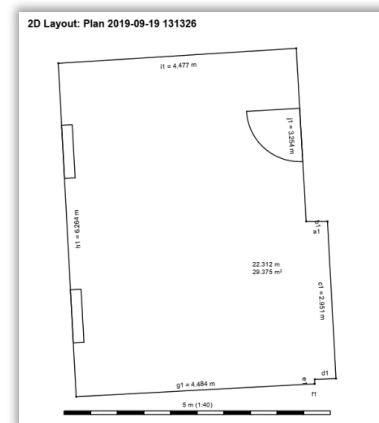 2D Layout: Plan 2019-09-19 131326
i1 = 4.477 m
j1 = 3.254 m
h1 = 6.264 m
b1
a1
22.312 m
29.375 m²
c1 = 2.951 m
g1 = 4.484 m
e1
d1
f1
5 m (1:40)